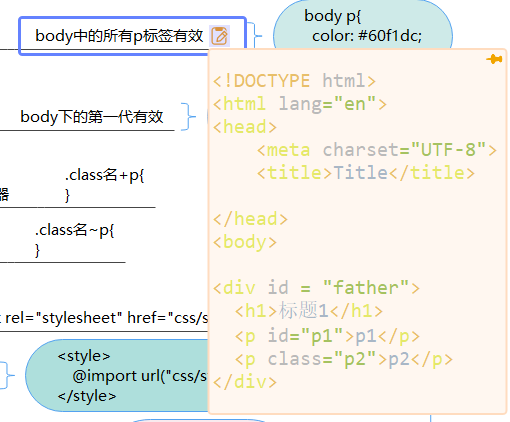 body中的所有p标签有效
body p{
color: #60f1dc;
<!DOCTYPE html>
<html lang="en">
<head>
<meta charset="UTF-8">
<title>Title</title>
</head>
<body>
<div id = "father">
<h1>标题1</h1>
<p id="p1">p1</p>
<p class="p2">p2</p>
</div>
body下的第一代有效
器
.class名+p{
}
.class名~p{
}
rel="stylesheet" href="css/s
<style>
@import url("css/s
</style>